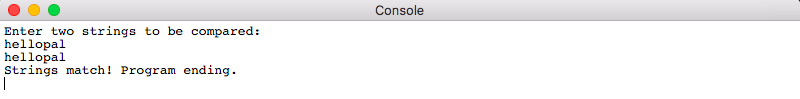 Console
Enter two strings to be compared:
hellopal
hellopal
Strings match! Program ending.